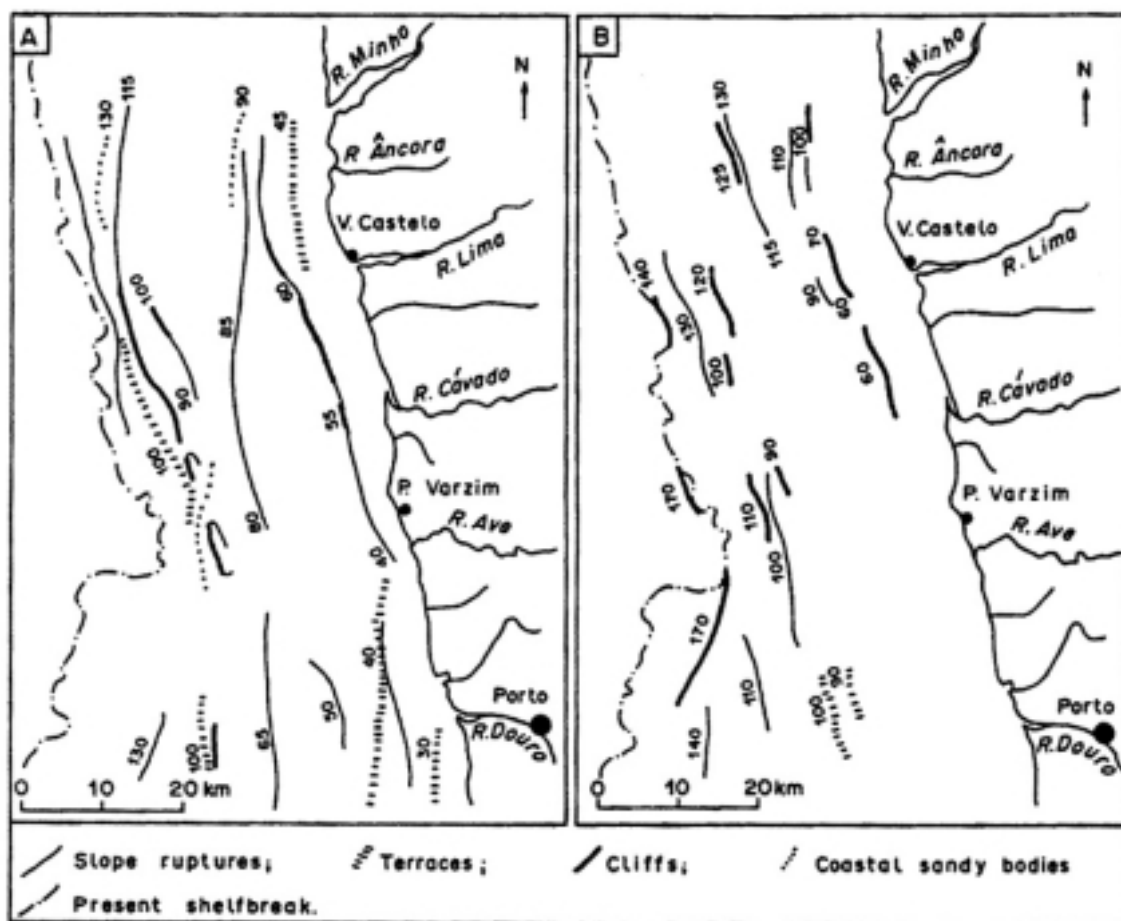 A
R. Minho
N
130
115
90
45
R. Âncora
V. Castelo
R. Lima
100
60
85
90
R. Cávado
55
100
P. Varzim
80
R. Ave
40
40
50
Porto
130
100
65
30
R. Douro
0 10 20 km
B
R. Minho
N
130
110
100
R. Âncora
125
V. Castelo
115
70
R. Lima
140
120
90
60
130
100
60
R. Cávado
90
170
110
P. Varzim
100
R. Ave
170
110
90
100
Porto
140
R. Douro
0 10 20 km
Slope ruptures; Terraces; Cliffs; Coastal sandy bodies
Present shelfbreak.